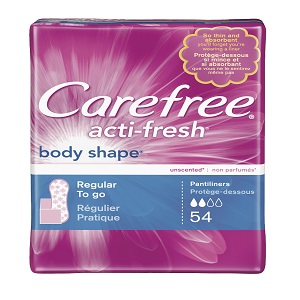 So thin and
absorbent
you'll forget you're
wearing a liner
Protège-dessous
si mince et
si absorbant
que vous ne le sentirez
même pas
Carefree®
acti-fresh®
body shape®
unscented* | non parfumés*
Regular
To go
Régulier
Pratique
Pantiliners
Protège-dessous
54